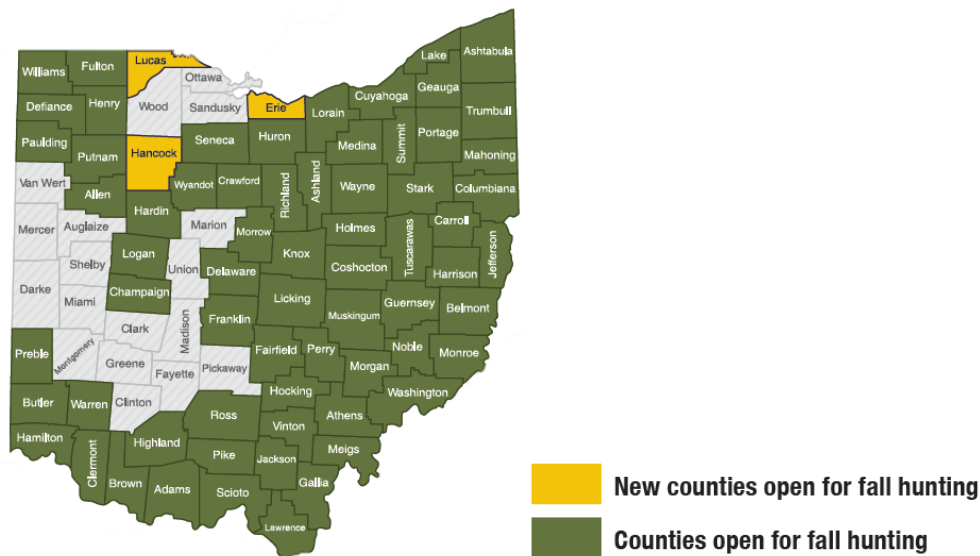 Williams
Fulton
Lucas
Ottawa
Lake
Ashtabula
Geauga
Cuyahoga
Defiance
Henry
Wood
Sandusky
Erie
Lorain
Trumbull
Portage
Summit
Medina
Huron
Seneca
Hancock
Paulding
Putnam
Mahoning
Van Wert
Allen
Wyandot
Crawford
Richland
Ashland
Wayne
Stark
Columbiana
Hardin
Mercer
Auglaize
Marion
Morrow
Holmes
Carroll
Tuscarawas
Jefferson
Logan
Shelby
Union
Knox
Coshocton
Harrison
Delaware
Darke
Miami
Champaign
Licking
Guernsey
Belmont
Muskingum
Franklin
Madison
Clark
Preble
Montgomery
Greene
Fayette
Pickaway
Fairfield
Perry
Noble
Monroe
Morgan
Butler
Warren
Clinton
Hocking
Washington
Ross
Athens
Vinton
Hamilton
Highland
Meigs
Pike
Jackson
Clermont
Brown
Adams
Scioto
Gallia
Lawrence
New counties open for fall hunting
Counties open for fall hunting